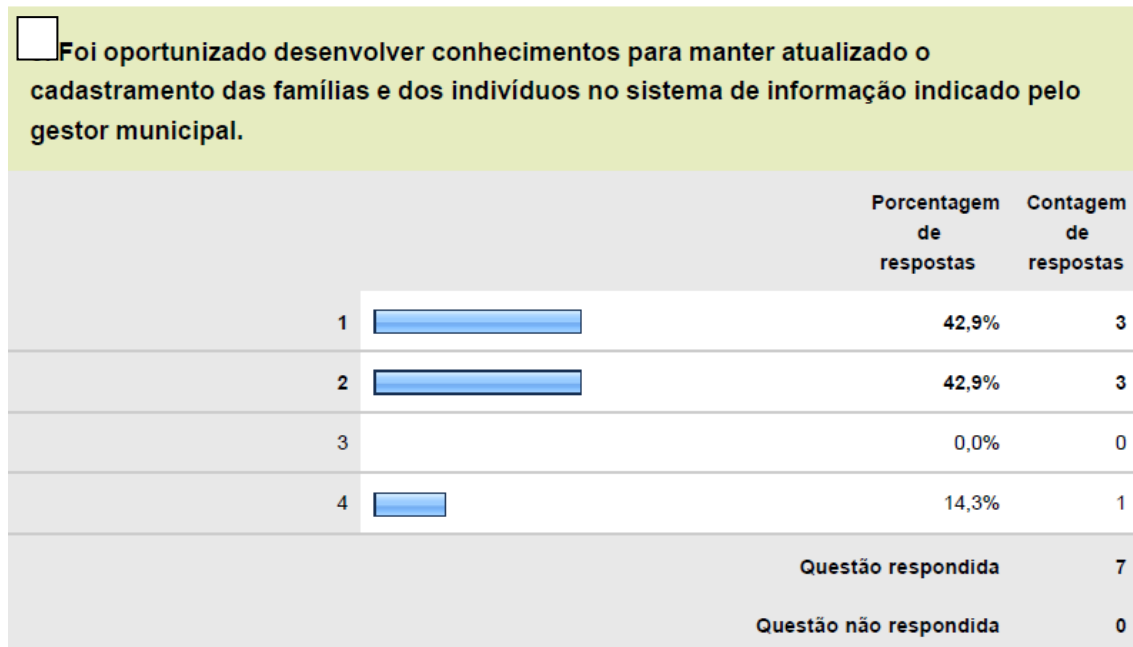 Foi oportunizado desenvolver conhecimentos para manter atualizado o
cadastramento das famílias e dos indivíduos no sistema de informação indicado pelo
gestor municipal.
Porcentagem de respostas Contagem de respostas
1 42,9% 3
2 42,9% 3
3 0,0% 0
4 14,3% 1
Questão respondida 7
Questão não respondida 0